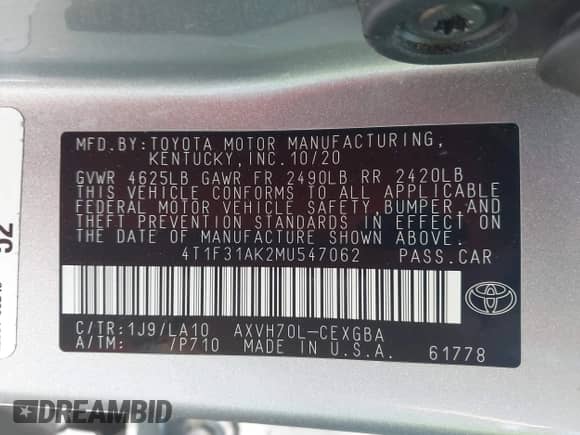 MFD.BY:TOYOTA MOTOR MANUFACTURING,
KENTUCKY, INC. 10/20
GVWR 4625LB GAWR FR 2490LB RR 2420LB
THIS VEHICLE CONFORMS TO ALL APPLICABLE
FEDERAL MOTOR VEHICLE SAFETY, BUMPER, AND
THEFT PREVENTION STANDARDS IN EFFECT ON
THE DATE OF MANUFACTURE SHOWN ABOVE.
4T1F31AK2MU547062 PASS.CAR
C/TR:1J9/LA10 AXVH70L-CEXGBA
A/TM: /P710 MADE IN U.S.A. 61778
52
DREAMBID